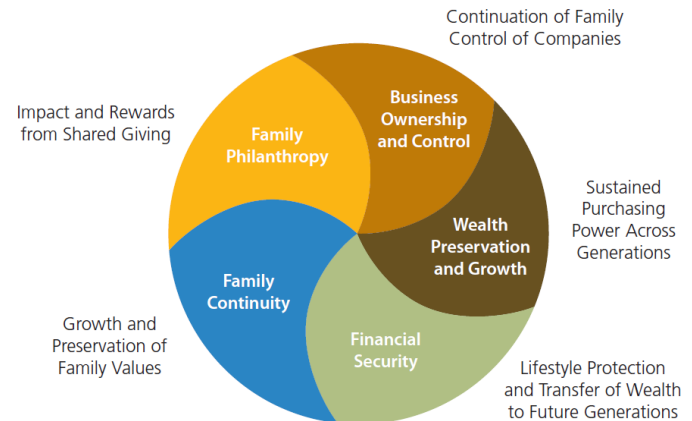 Continuation of Family
Control of Companies
Business
Ownership
and Control
Impact and Rewards
from Shared Giving
Family
Philanthropy
Sustained
Purchasing
Power Across
Generations
Wealth
Preservation
and Growth
Family
Continuity
Growth and
Preservation of
Family Values
Financial
Security
Lifestyle Protection
and Transfer of Wealth
to Future Generations